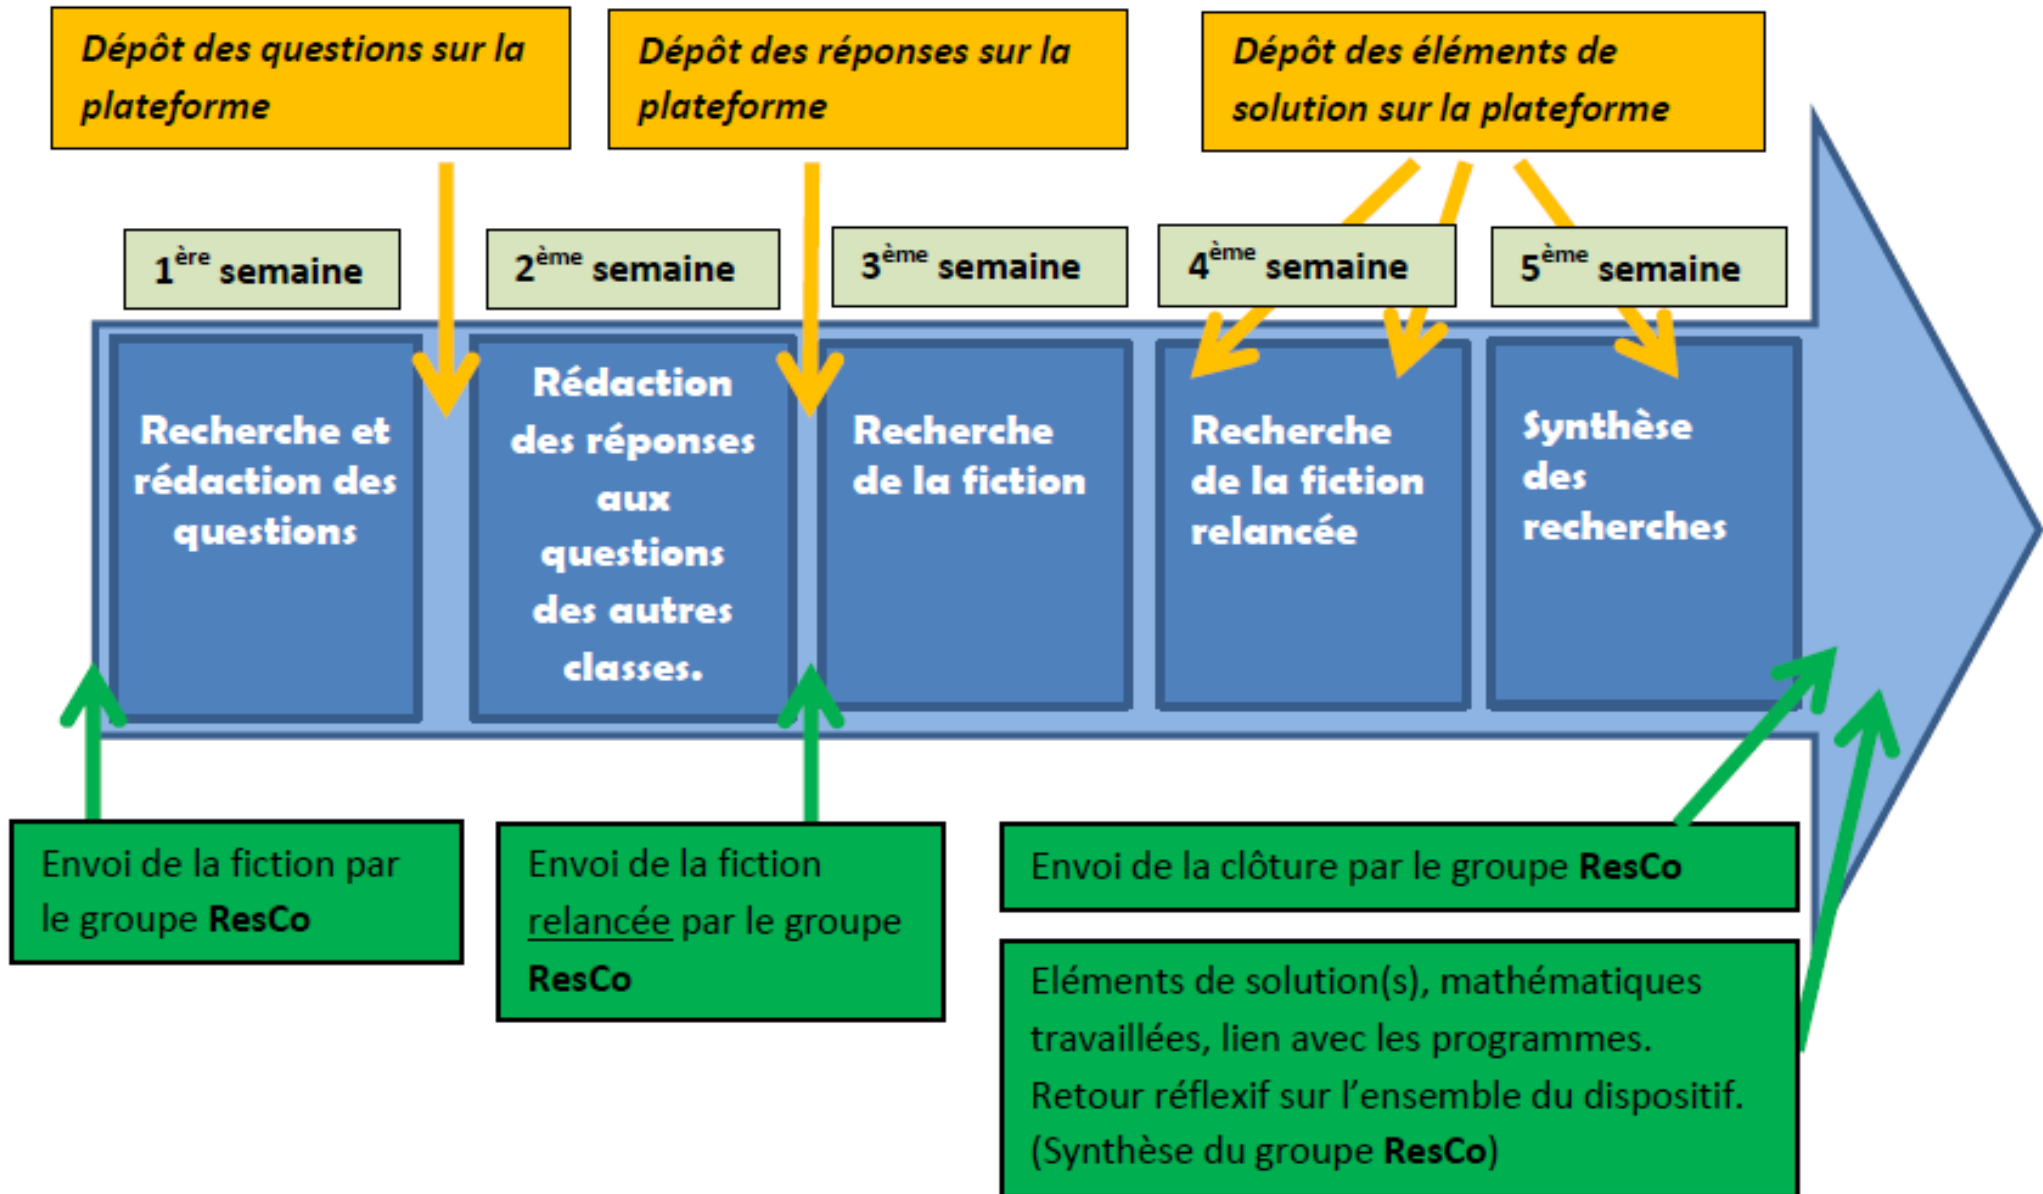 Dépôt des questions sur la
plateforme
Dépôt des réponses sur la
plateforme
Dépôt des éléments de
solution sur la plateforme
1ère semaine
2ème semaine
3ème semaine
4ème semaine
5ème semaine
Recherche et
rédaction des
questions
Rédaction
des réponses
aux
questions
des autres
classes.
Recherche
de la fiction
Recherche
de la fiction
relancée
Synthèse
des
recherches
Envoi de la fiction par
le groupe ResCo
Envoi de la fiction
relancée par le groupe
ResCo
Envoi de la clôture par le groupe ResCo
Eléments de solution(s), mathématiques
travaillées, lien avec les programmes.
Retour réflexif sur l'ensemble du dispositif.
(Synthèse du groupe ResCo)